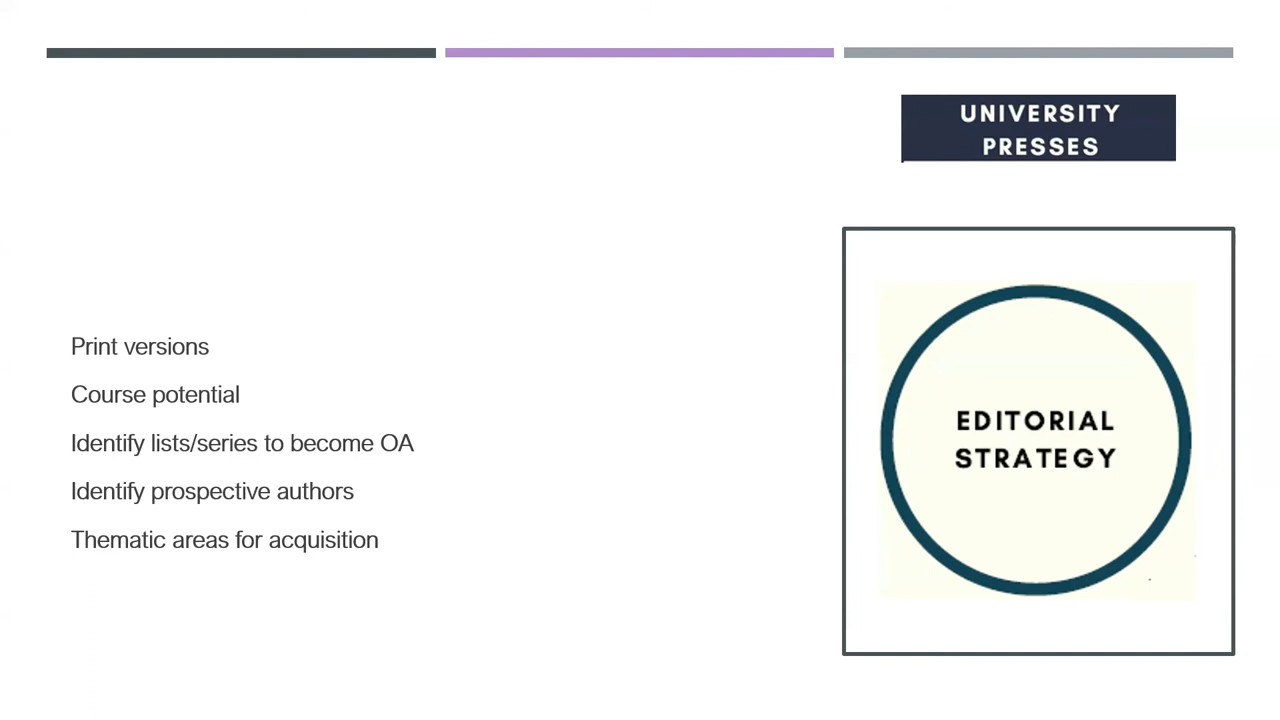 UNIVERSITY
PRESSES
Print versions
Course potential
Identify lists/series to become OA
Identify prospective authors
Thematic areas for acquisition
EDITORIAL
STRATEGY